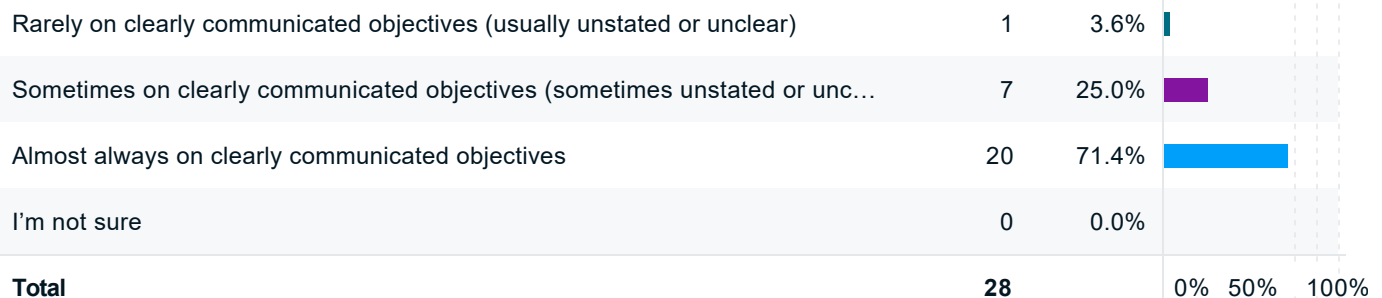 Rarely on clearly communicated objectives (usually unstated or unclear) 1 3.6%
Sometimes on clearly communicated objectives (sometimes unstated or unc… 7 25.0%
Almost always on clearly communicated objectives 20 71.4%
I’m not sure 0 0.0%
Total 28 0% 50% 100%